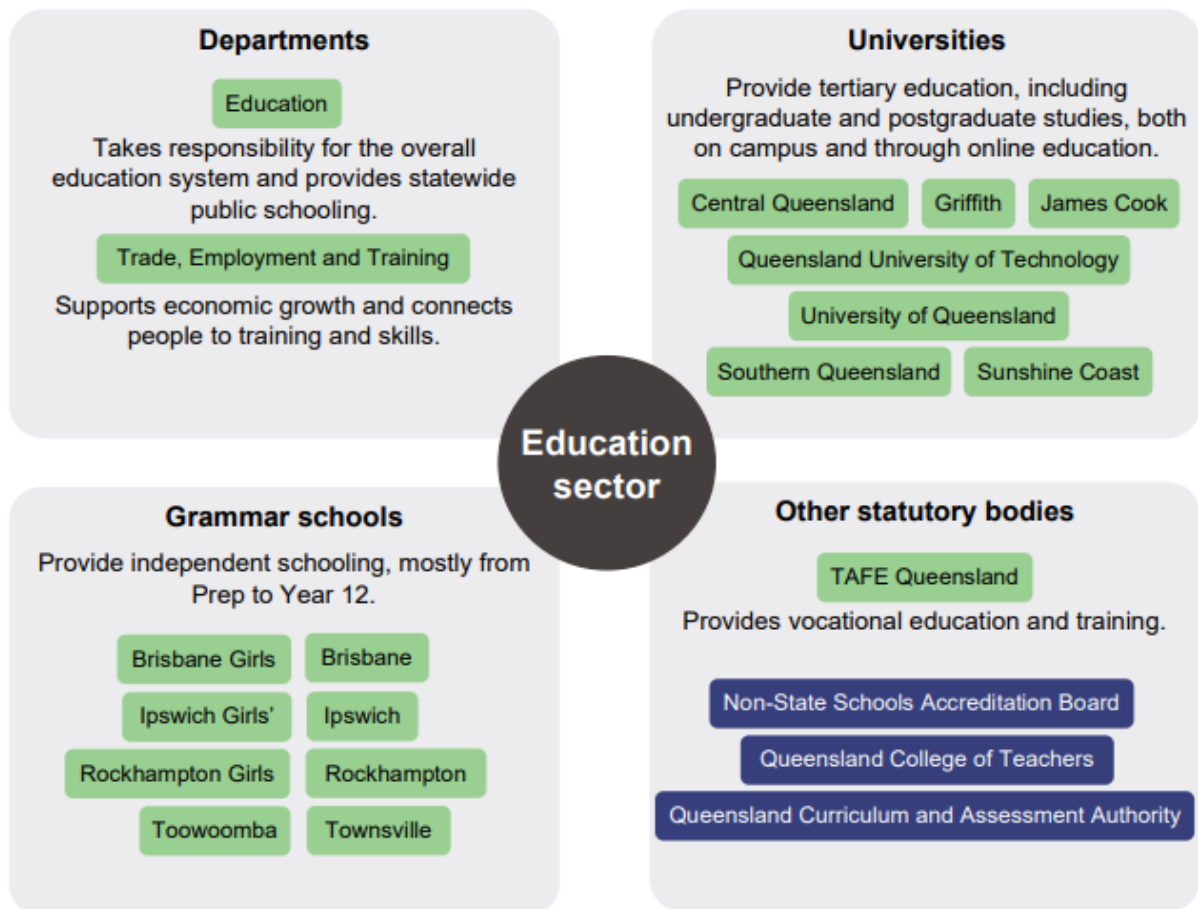 Departments
Education
Takes responsibility for the overall
education system and provides statewide
public schooling.
Trade, Employment and Training
Supports economic growth and connects
people to training and skills.
Universities
Provide tertiary education, including
undergraduate and postgraduate studies, both
on campus and through online education.
Central Queensland
Griffith
James Cook
Queensland University of Technology
University of Queensland
Southern Queensland
Sunshine Coast
Education
sector
Grammar schools
Provide independent schooling, mostly from
Prep to Year 12.
Brisbane Girls
Brisbane
Ipswich Girls'
Ipswich
Rockhampton Girls
Rockhampton
Toowoomba
Townsville
Other statutory bodies
TAFE Queensland
Provides vocational education and training.
Non-State Schools Accreditation Board
Queensland College of Teachers
Queensland Curriculum and Assessment Authority